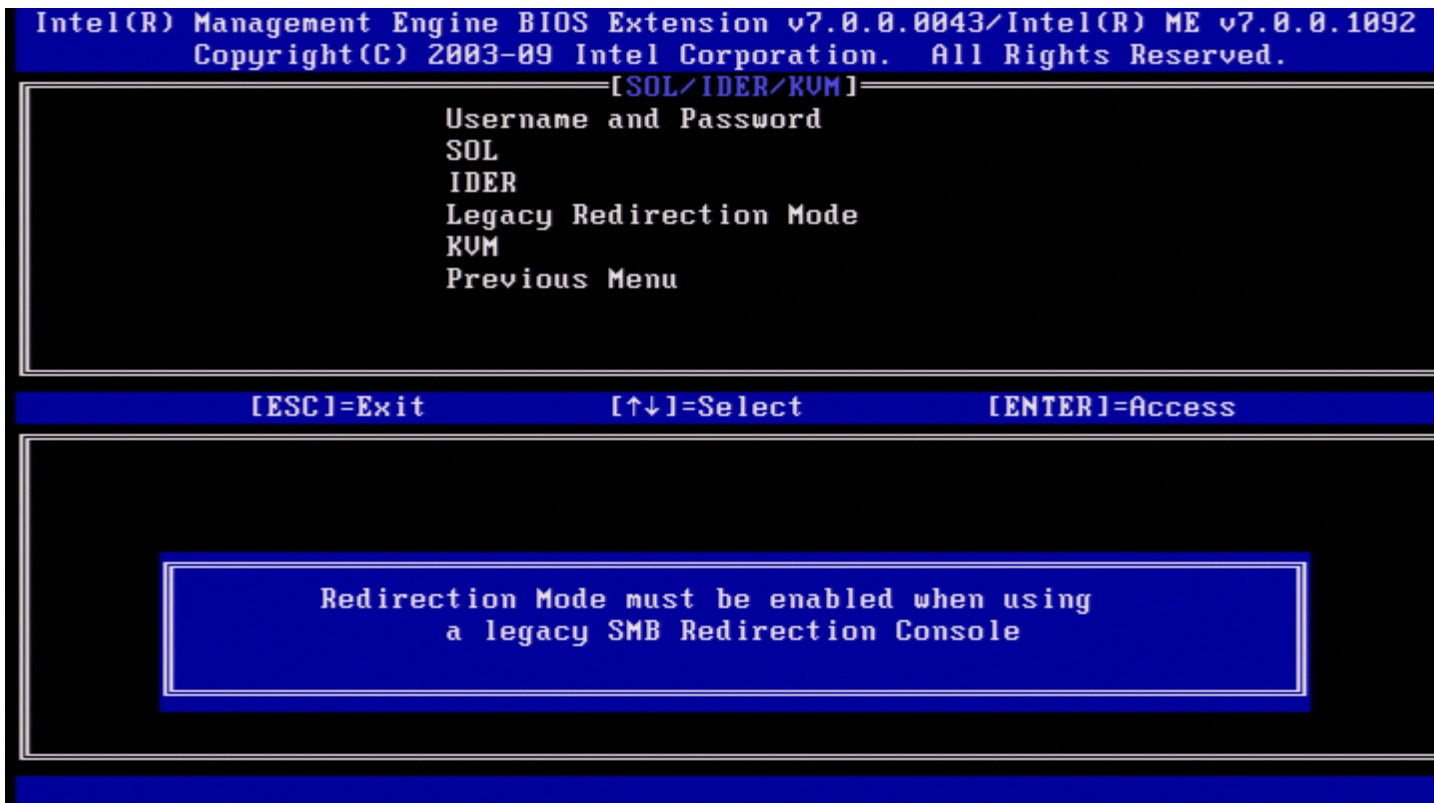 Intel(R) Management Engine BIOS Extension v7.0.0.0043/Intel(R) ME v7.0.0.1092
Copyright(C) 2003-09 Intel Corporation. All Rights Reserved.
[SOL/IDER/KVM]
Username and Password
SOL
IDER
Legacy Redirection Mode
KVM
Previous Menu
[ESC]=Exit [↑↓]=Select [ENTER]=Access
Redirection Mode must be enabled when using
a legacy SMB Redirection Console